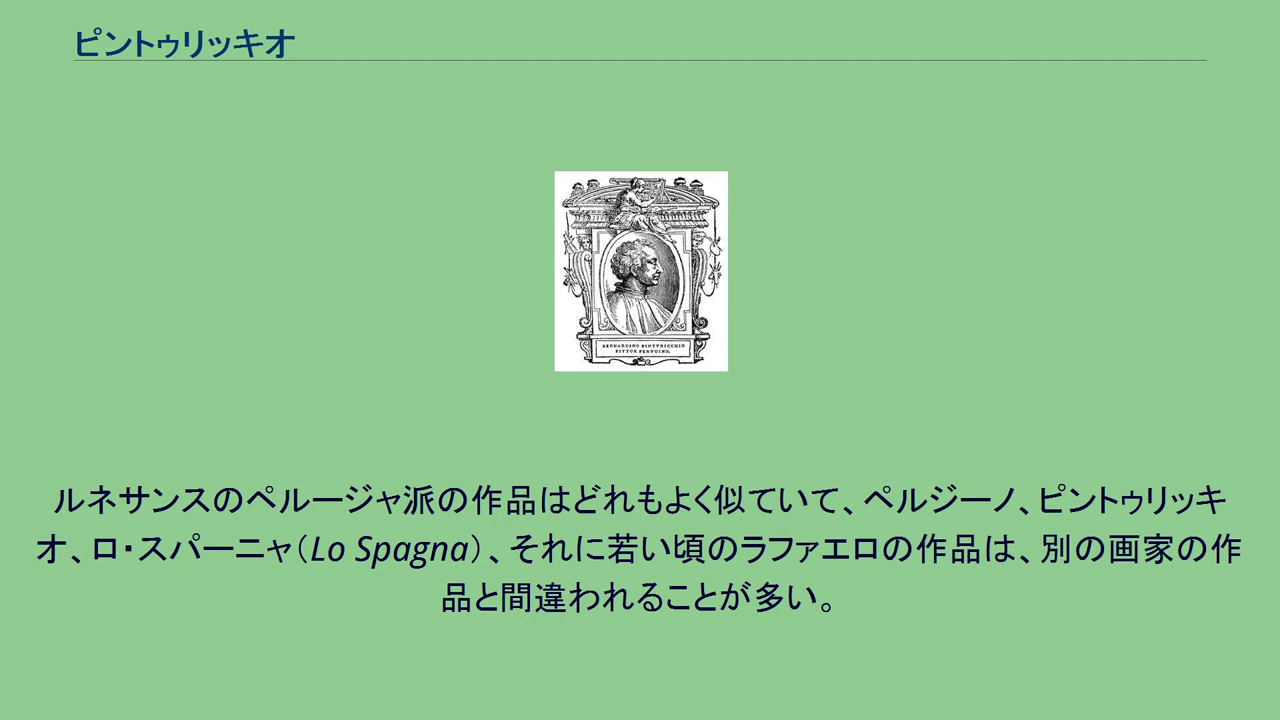 ピントゥリッキオ
BERNARDINO PINTVRICCHIO
PITTOR PERVGINO.
ルネサンスのペルージャ派の作品はどれもよく似ていて、ペルジーノ、ピントゥリッキ
オ、ロ・スパーニャ（Lo Spagna）、それに若い頃のラファエロの作品は、別の画家の作
品と間違われることが多い。